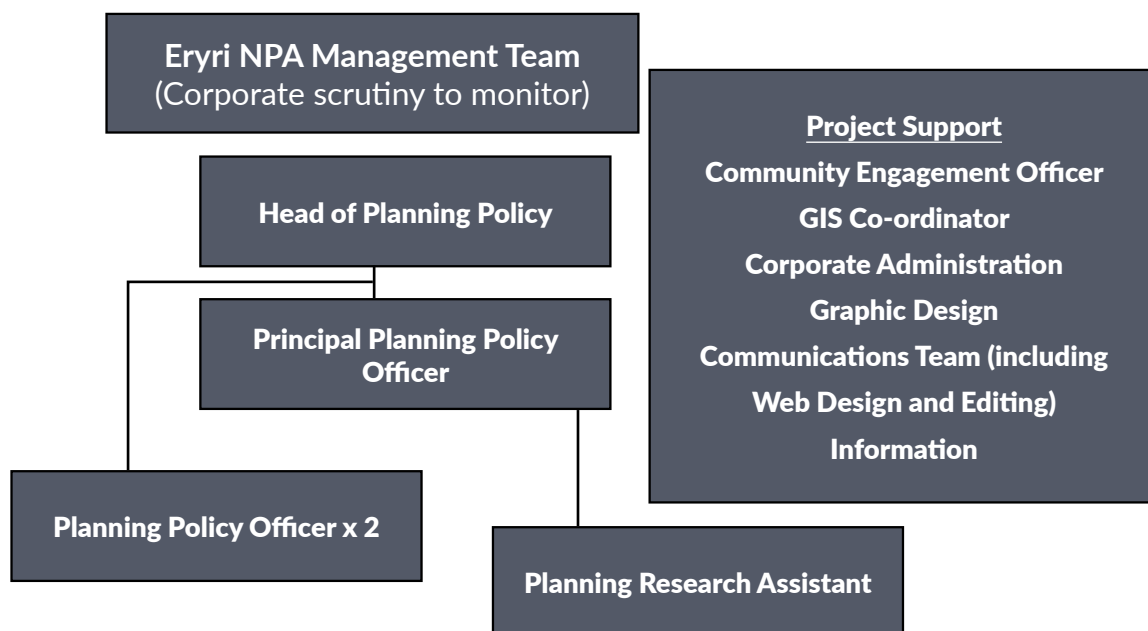 Eryri NPA Management Team
(Corporate scrutiny to monitor)
Head of Planning Policy
Principal Planning Policy
Officer
Planning Policy Officer x 2
Planning Research Assistant
Project Support
Community Engagement Officer
GIS Co-ordinator
Corporate Administration
Graphic Design
Communications Team (including
Web Design and Editing)
Information